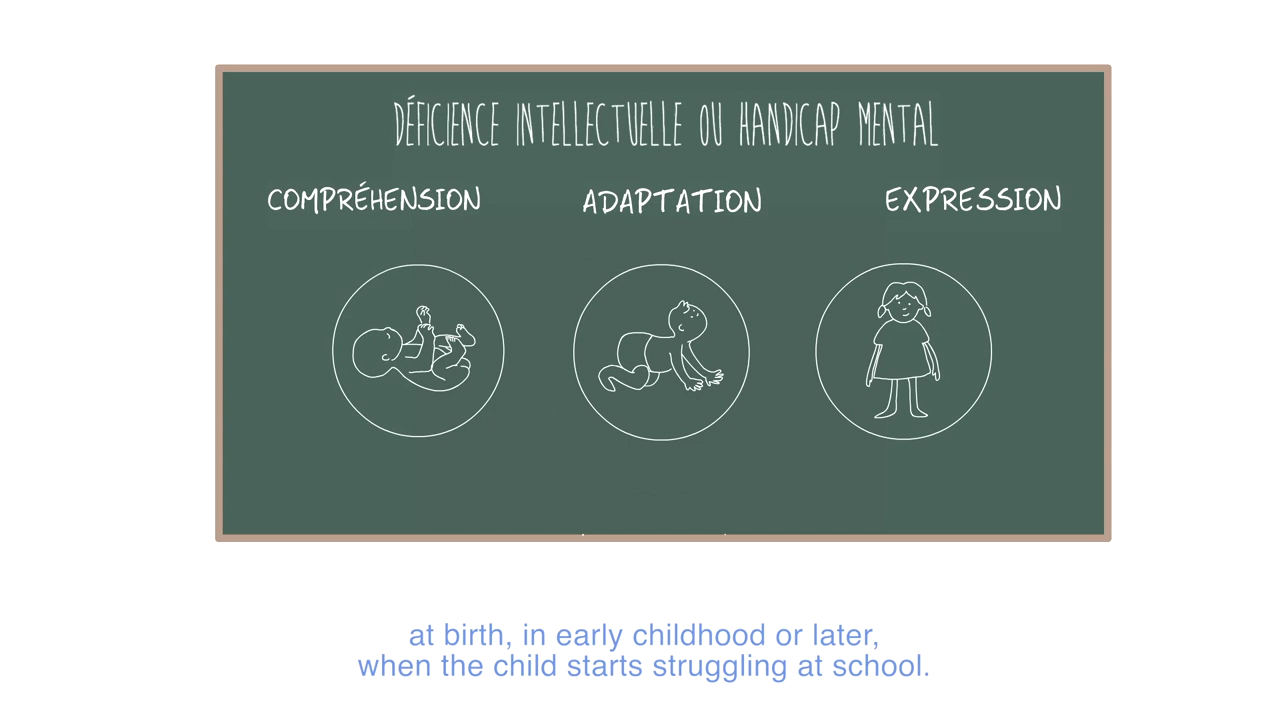 DÉFICIENCE INTELLECTUELLE OU HANDICAP MENTAL
COMPRÉHENSION ADAPTATION EXPRESSION
at birth, in early childhood or later,
when the child starts struggling at school.